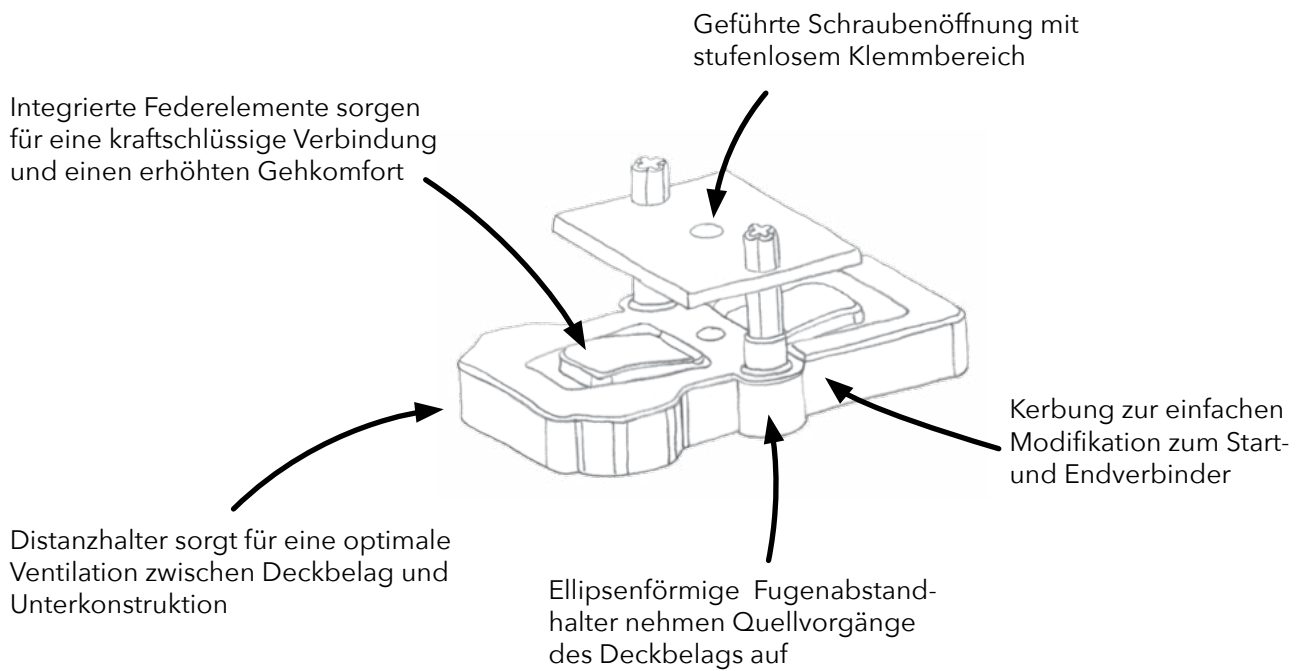 Geführte Schraubenöffnung mit
stufenlosem Klemmbereich
Integrierte Federelemente sorgen
für eine kraftschlüssige Verbindung
und einen erhöhten Gehkomfort
Kerbung zur einfachen
Modifikation zum Start-
und Endverbinder
Distanzhalter sorgt für eine optimale
Ventilation zwischen Deckbelag und
Unterkonstruktion
Ellipsenförmige  Fugenabstand-
halter nehmen Quellvorgänge
des Deckbelags auf